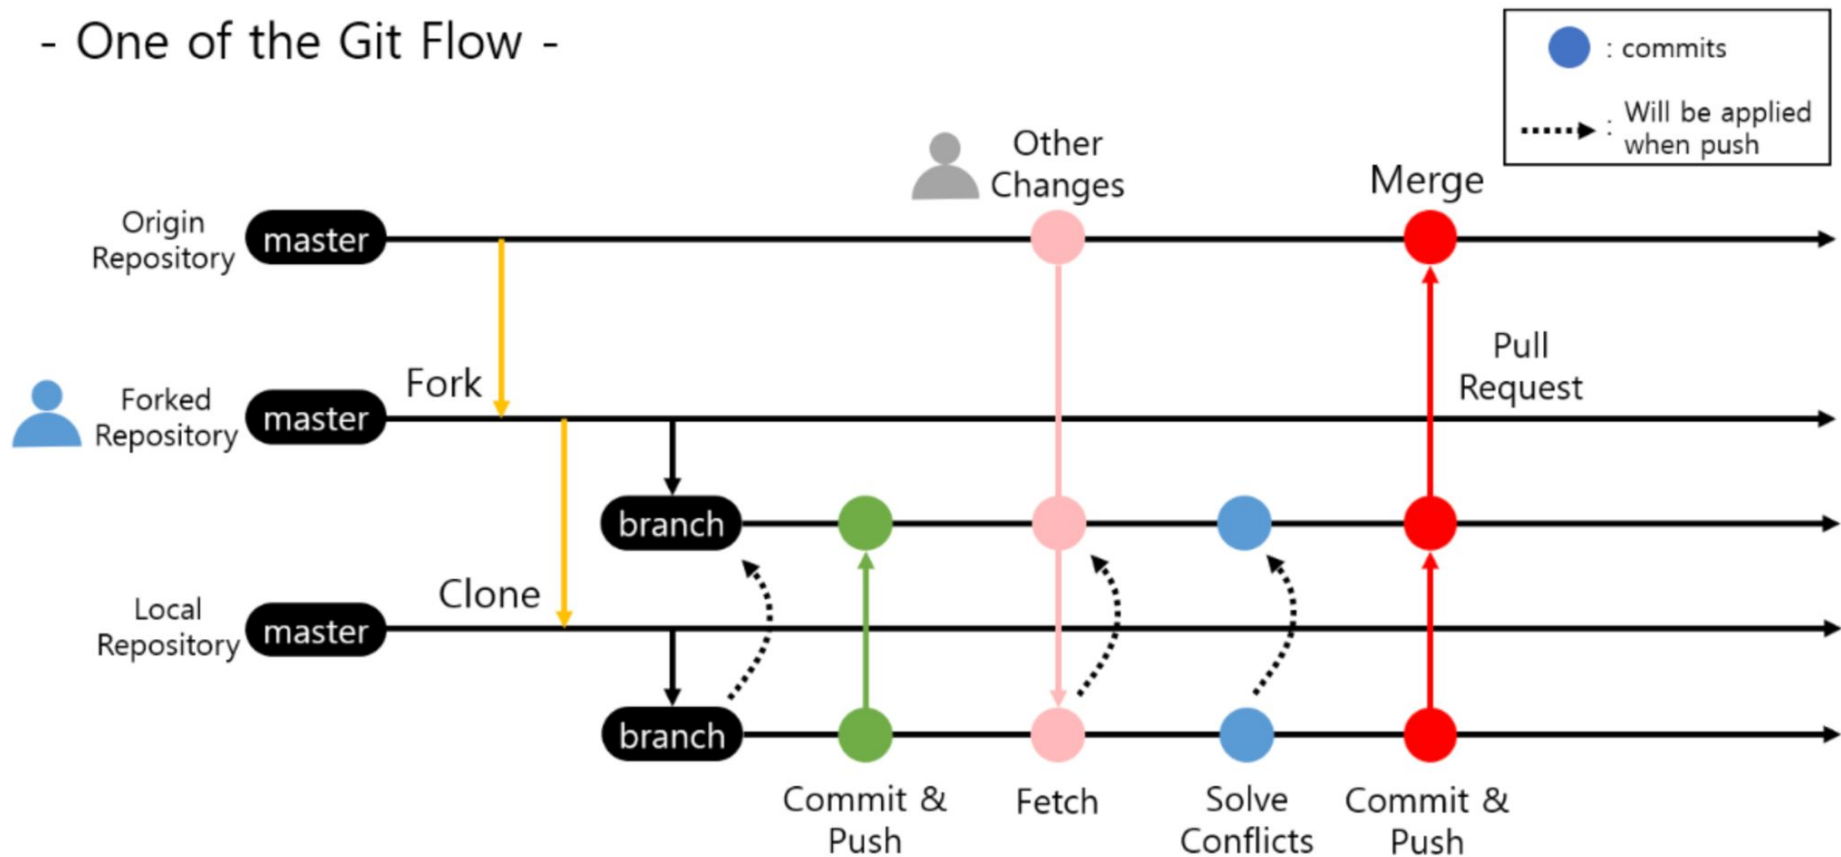 - One of the Git Flow -
: commits
: Will be applied
when push
Other
Changes
Merge
Origin
Repository
master
Pull
Request
Fork
Forked
Repository
master
branch
Clone
Local
Repository
master
branch
Commit &
Push
Fetch
Solve
Conflicts
Commit &
Push